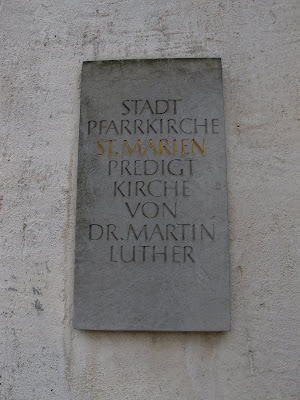 STADT
PFARRKIRCHE
ST. MARIEN
PREDIGT
KIRCHE
VON
DR. MARTIN
LUTHER